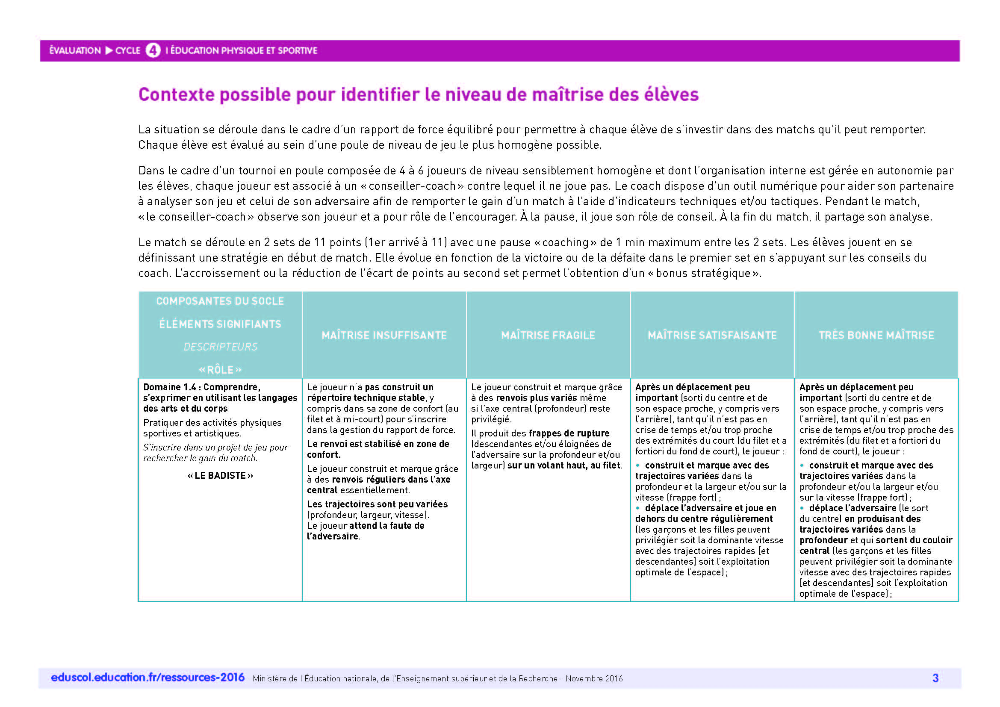 ÉVALUATION ▶ CYCLE 4 I ÉDUCATION PHYSIQUE ET SPORTIVE
Contexte possible pour identifier le niveau de maîtrise des élèves
La situation se déroule dans le cadre d'un rapport de force équilibré pour permettre à chaque élève de s'investir dans des matchs qu'il peut remporter.
Chaque élève est évalué au sein d'une poule de niveau de jeu le plus homogène possible.
Dans le cadre d'un tournoi en poule composée de 4 à 6 joueurs de niveau sensiblement homogène et dont l'organisation interne est gérée en autonomie par
les élèves, chaque joueur est associé à un « conseiller-coach » contre lequel il ne joue pas. Le coach dispose d'un outil numérique pour aider son partenaire
à analyser son jeu et celui de son adversaire afin de remporter le gain d'un match à l'aide d'indicateurs techniques et/ou tactiques. Pendant le match,
« le conseiller-coach » observe son joueur et a pour rôle de l'encourager. À la pause, il joue son rôle de conseil. À la fin du match, il partage son analyse.
Le match se déroule en 2 sets de 11 points (1er arrivé à 11) avec une pause « coaching » de 1 min maximum entre les 2 sets. Les élèves jouent en se
définissant une stratégie en début de match. Elle évolue en fonction de la victoire ou de la défaite dans le premier set en s'appuyant sur les conseils du
coach. L'accroissement ou la réduction de l'écart de points au second set permet l'obtention d'un « bonus stratégique ».
COMPOSANTES DU SOCLE
ÉLÉMENTS SIGNIFIANTS
DESCRIPTEURS
« RÔLE »
MAÎTRISE INSUFFISANTE
MAÎTRISE FRAGILE
MAÎTRISE SATISFAISANTE
TRÈS BONNE MAÎTRISE
Domaine 1.4 : Comprendre,
s'exprimer en utilisant les langages
des arts et du corps
Pratiquer des activités physiques
sportives et artistiques.
S'inscrire dans un projet de jeu pour
rechercher le gain du match.
« LE BADISTE »
Le joueur n'a pas construit un
répertoire technique stable, y
compris dans sa zone de confort (au
filet et à mi-court) pour s'inscrire
dans la gestion du rapport de force.
Le renvoi est stabilisé en zone de
confort.
Le joueur construit et marque grâce
à des renvois réguliers dans l'axe
central essentiellement.
Les trajectoires sont peu variées
(profondeur, largeur, vitesse).
Le joueur attend la faute de
l'adversaire.
Le joueur construit et marque grâce
à des renvois plus variés même
si l'axe central (profondeur) reste
privilégié.
Il produit des frappes de rupture
(descendantes et/ou éloignées de
l'adversaire sur la profondeur et/ou
largeur) sur un volant haut, au filet.
Après un déplacement peu
important (sorti du centre et de
son espace proche, y compris vers
l'arrière), tant qu'il n'est pas en
crise de temps et/ou trop proche
des extrémités du court (du filet et a
fortiori du fond de court), le joueur :
• construit et marque avec des
trajectoires variées dans la
profondeur et la largeur et/ou sur la
vitesse (frappe fort) ;
• déplace l'adversaire et joue en
dehors du centre régulièrement
(les garçons et les filles peuvent
privilégier soit la dominante vitesse
avec des trajectoires rapides [et
descendantes] soit l'exploitation
optimale de l'espace) ;
Après un déplacement peu
important (sorti du centre et de
son espace proche, y compris vers
l'arrière), tant qu'il n'est pas en
crise de temps et/ou trop proche des
extrémités du court (du filet et a fortiori du
fond de court), le joueur :
• construit et marque avec des
trajectoires variées dans la
profondeur et/ou la largeur et/ou
sur la vitesse (frappe fort) ;
• déplace l'adversaire (le sort
du centre) en produisant des
trajectoires variées dans la
profondeur et qui sortent du couloir
central (les garçons et les filles
peuvent privilégier soit la dominante
vitesse avec des trajectoires rapides
[et descendantes] soit l'exploitation
optimale de l'espace) ;
eduscol.education.fr/ressources-2016 - Ministère de l'Éducation nationale, de l'Enseignement supérieur et de la Recherche - Novembre 2016
3